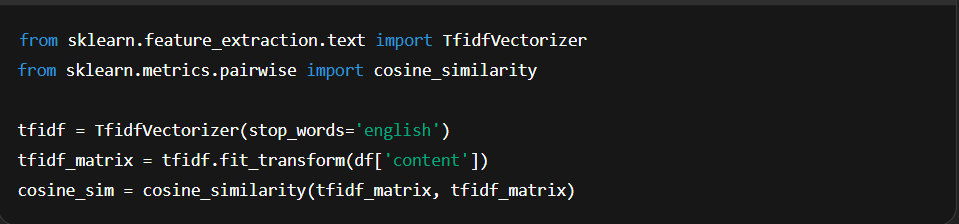 from sklearn.feature_extraction.text import TfidfVectorizer
from sklearn.metrics.pairwise import cosine_similarity
tfidf = TfidfVectorizer(stop_words='english')
tfidf_matrix = tfidf.fit_transform(df['content'])
cosine_sim = cosine_similarity(tfidf_matrix, tfidf_matrix)